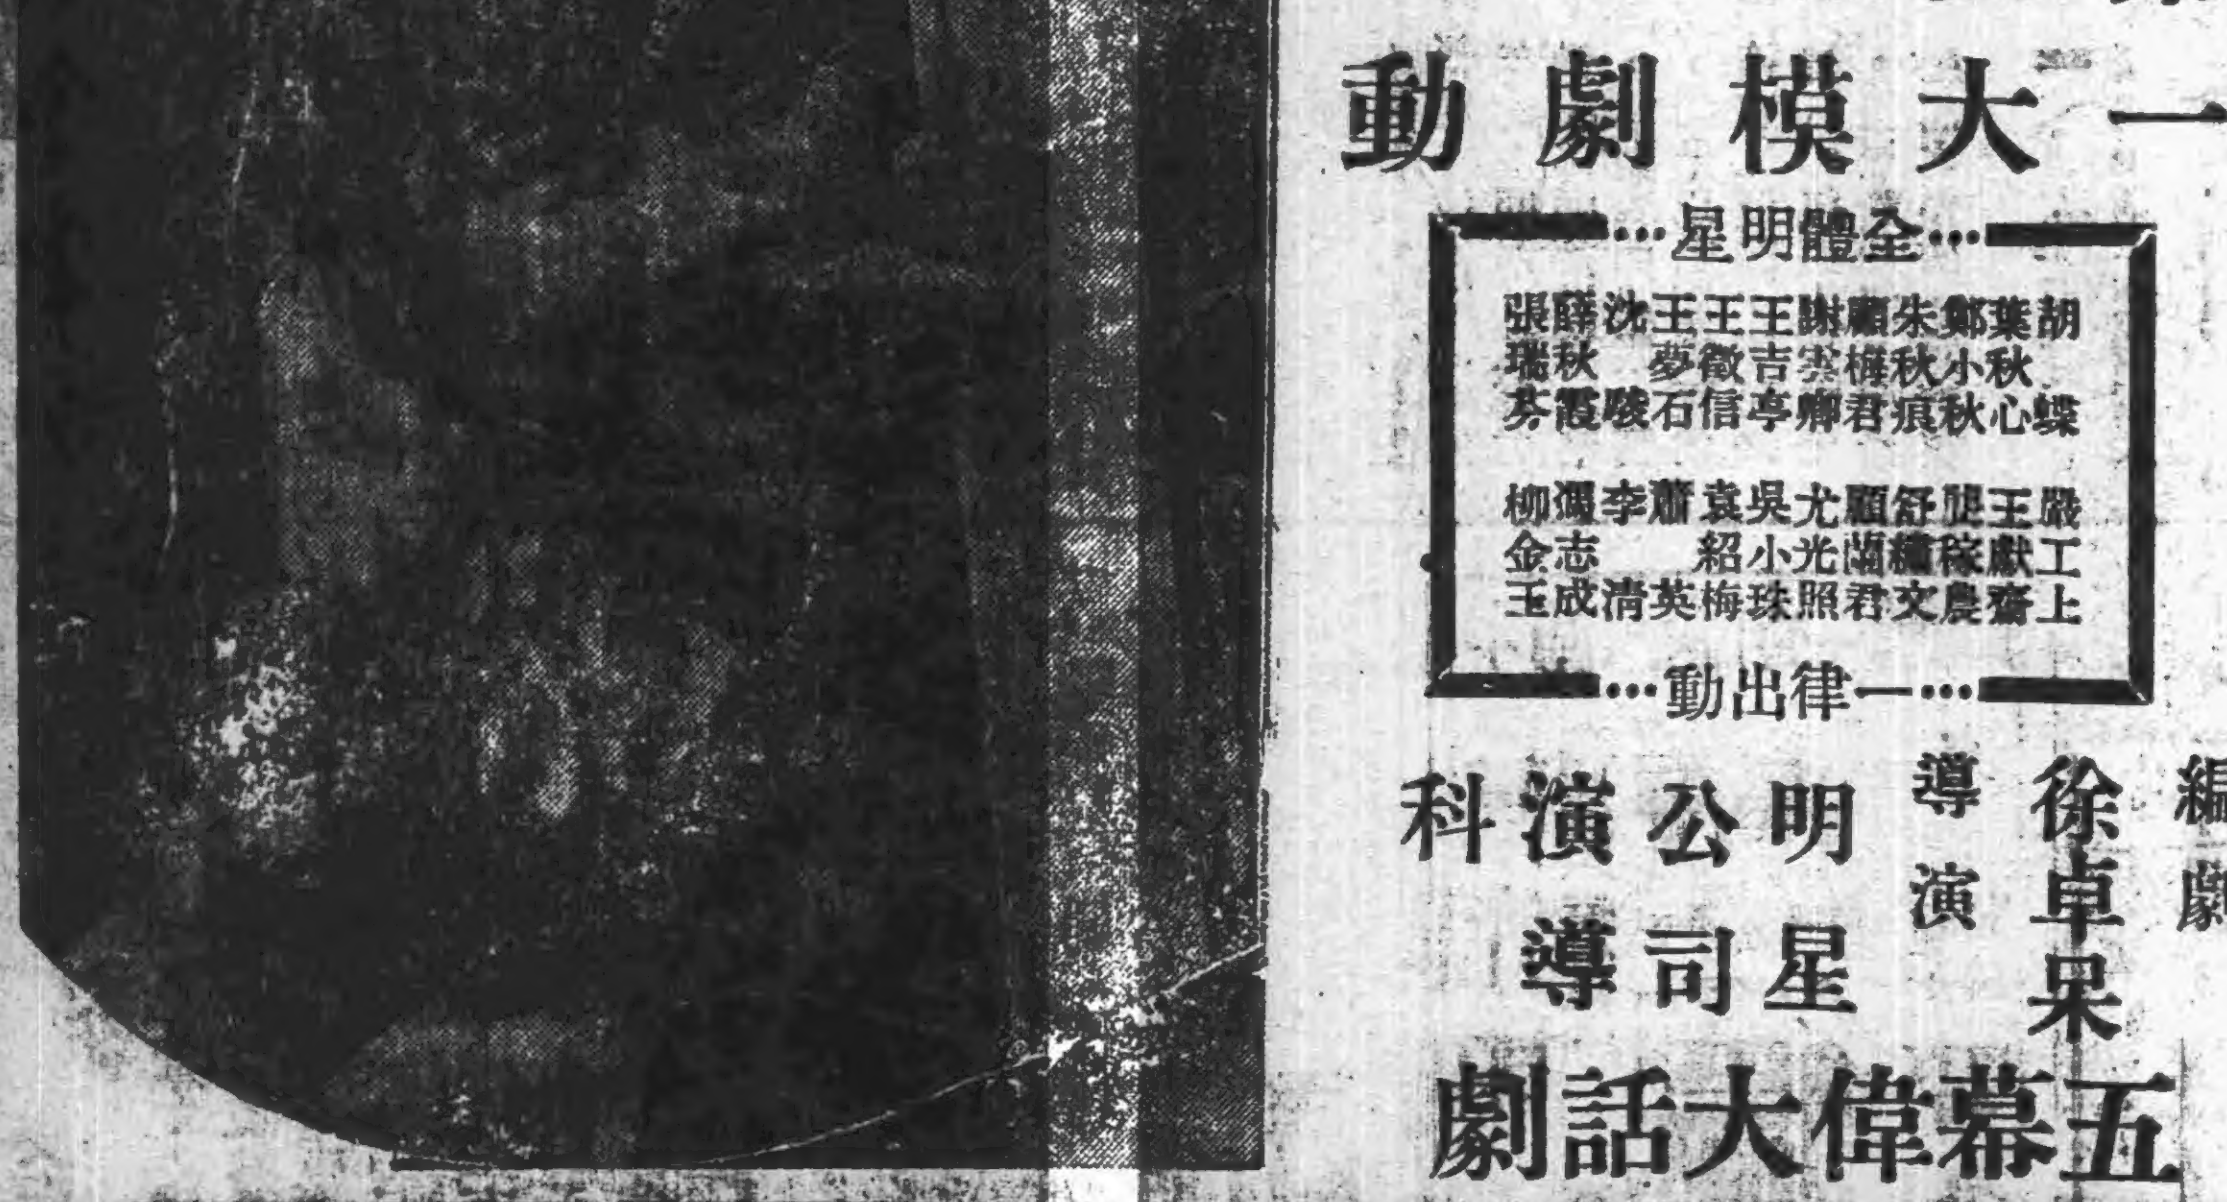 一大模劇動
…全體明星…
胡蝶
葉秋心
鄭小秋
朱秋痕
顧梅君
謝雲卿
王吉亭
王徵信
王夢石
沈駿
薛秋霞
張瑞芬
嚴工上
王獻齋
龔稼農
舒繡文
顧蘭君
尤光照
吳小珠
袁紹梅
蕭英
李清
志成
柳金玉
…一律出動…
編劇
徐卓呆
導演
明星
公司
演導
科
五幕偉大話劇